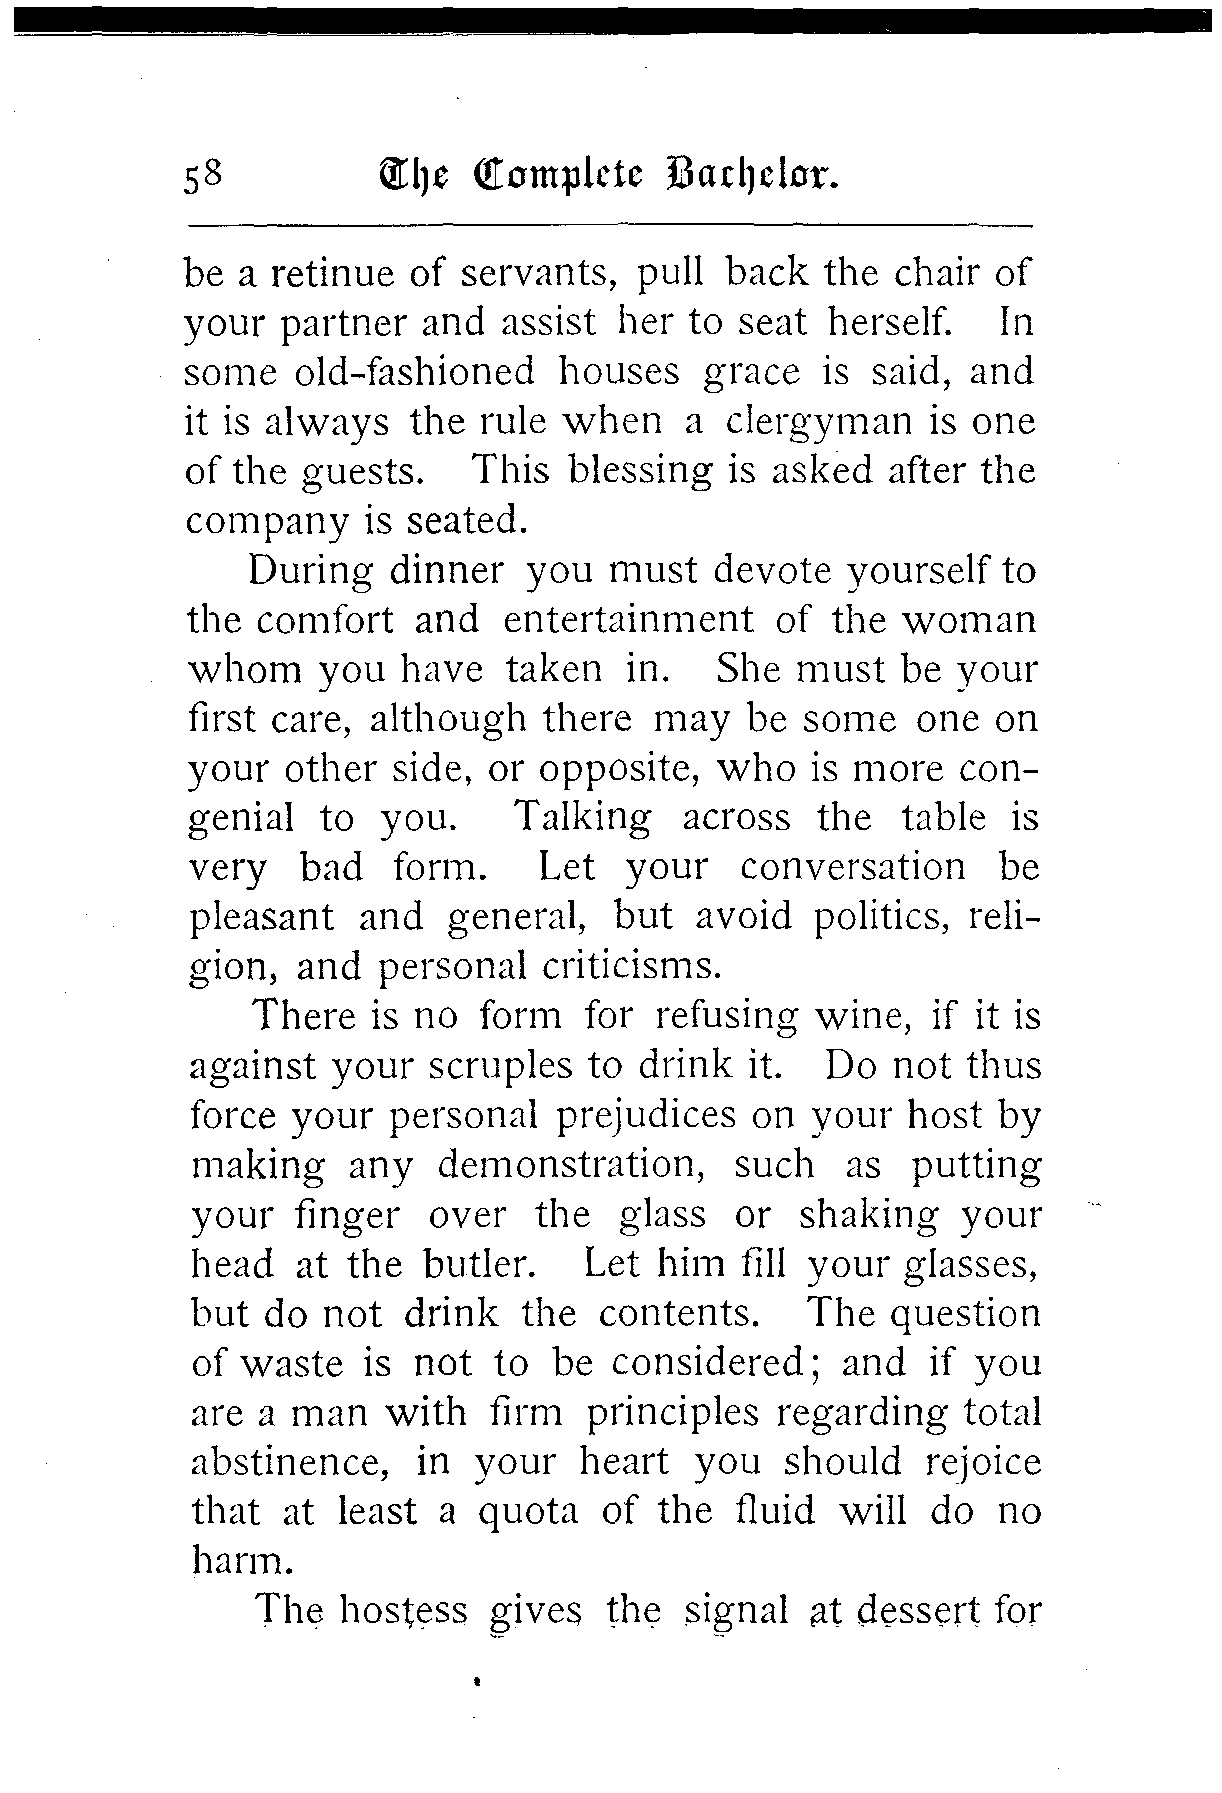 58 The Complete Bachelor.
be a retinue of servants, pull back the chair of
your partner and assist her to seat herself. In
some old-fashioned houses grace is said, and
it is always the rule when a clergyman is one
of the guests. This blessing is asked after the
company is seated.
During dinner you must devote yourself to
the comfort and entertainment of the woman
whom you have taken in. She must be your
first care, although there may be some one on
your other side, or opposite, who is more con-
genial to you. Talking across the table is
very bad form. Let your conversation be
pleasant and general, but avoid politics, reli-
gion, and personal criticisms.
There is no form for refusing wine, if it is
against your scruples to drink it. Do not thus
force your personal prejudices on your host by
making any demonstration, such as putting
your finger over the glass or shaking your
head at the butler. Let him fill your glasses,
but do not drink the contents. The question
of waste is not to be considered; and if you
are a man with firm principles regarding total
abstinence, in your heart you should rejoice
that at least a quota of the fluid will do no
harm.
The hostess gives the signal at dessert for